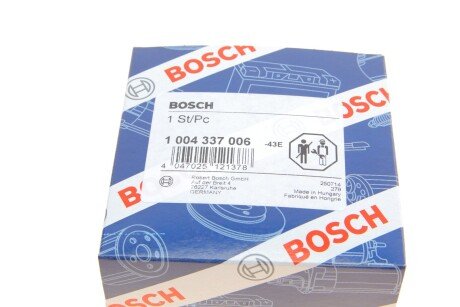 BOSCH
BOSCH
1 St/Pc
1 004 337 006
-43E
4 047025 121378
Robert Bosch GmbH
Auf der Breit 4
76227 Karlsruhe
GERMANY
250714
278
Made in Hungary
Fabriqué en Hongrie
BOSCH
BOSCH